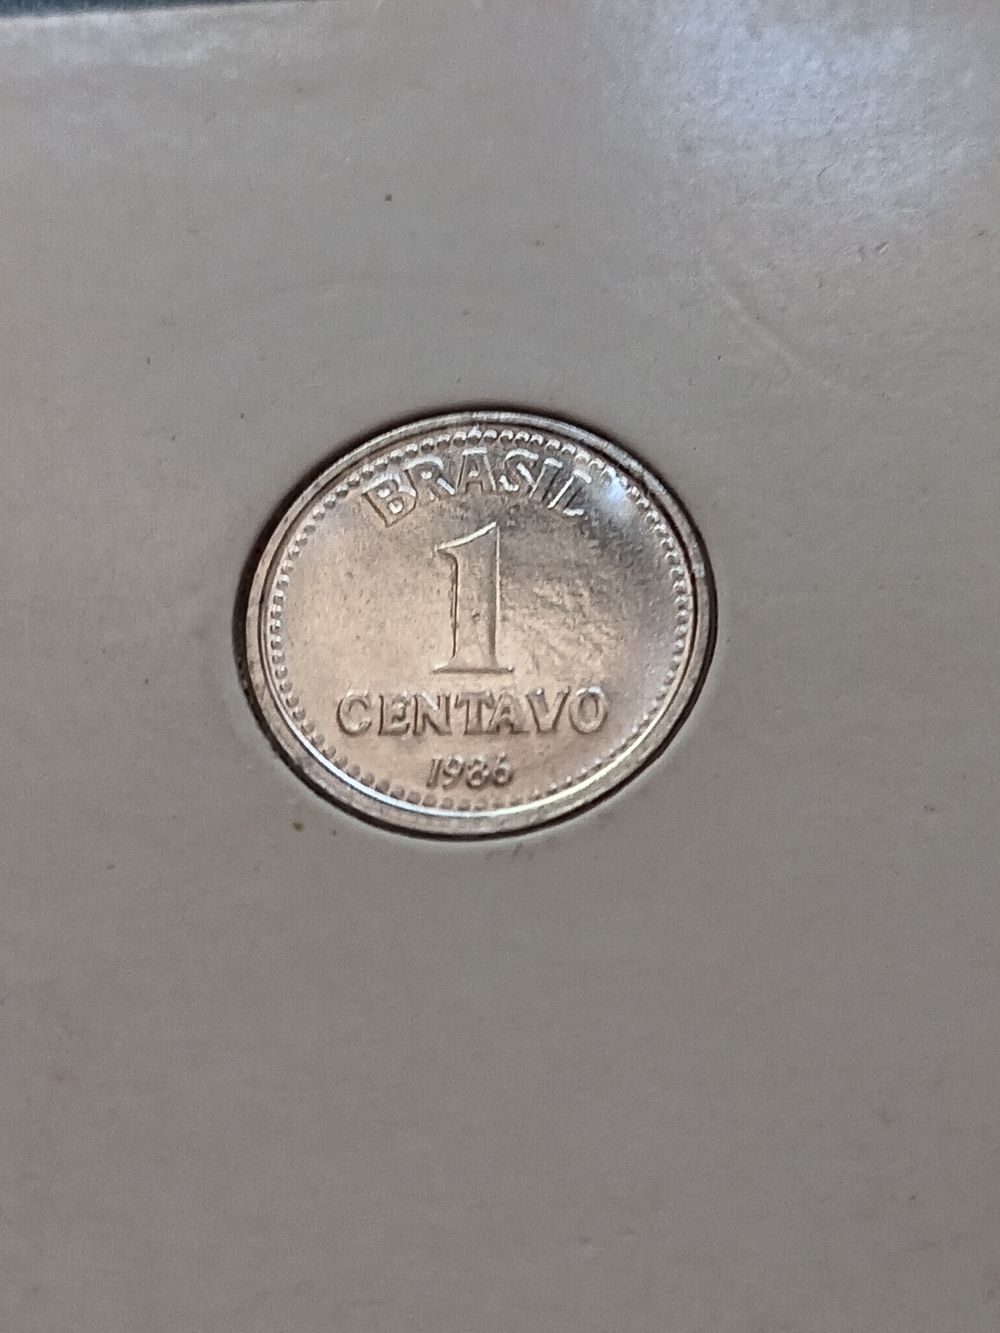 BRASIL
1
CENTAVO
1986